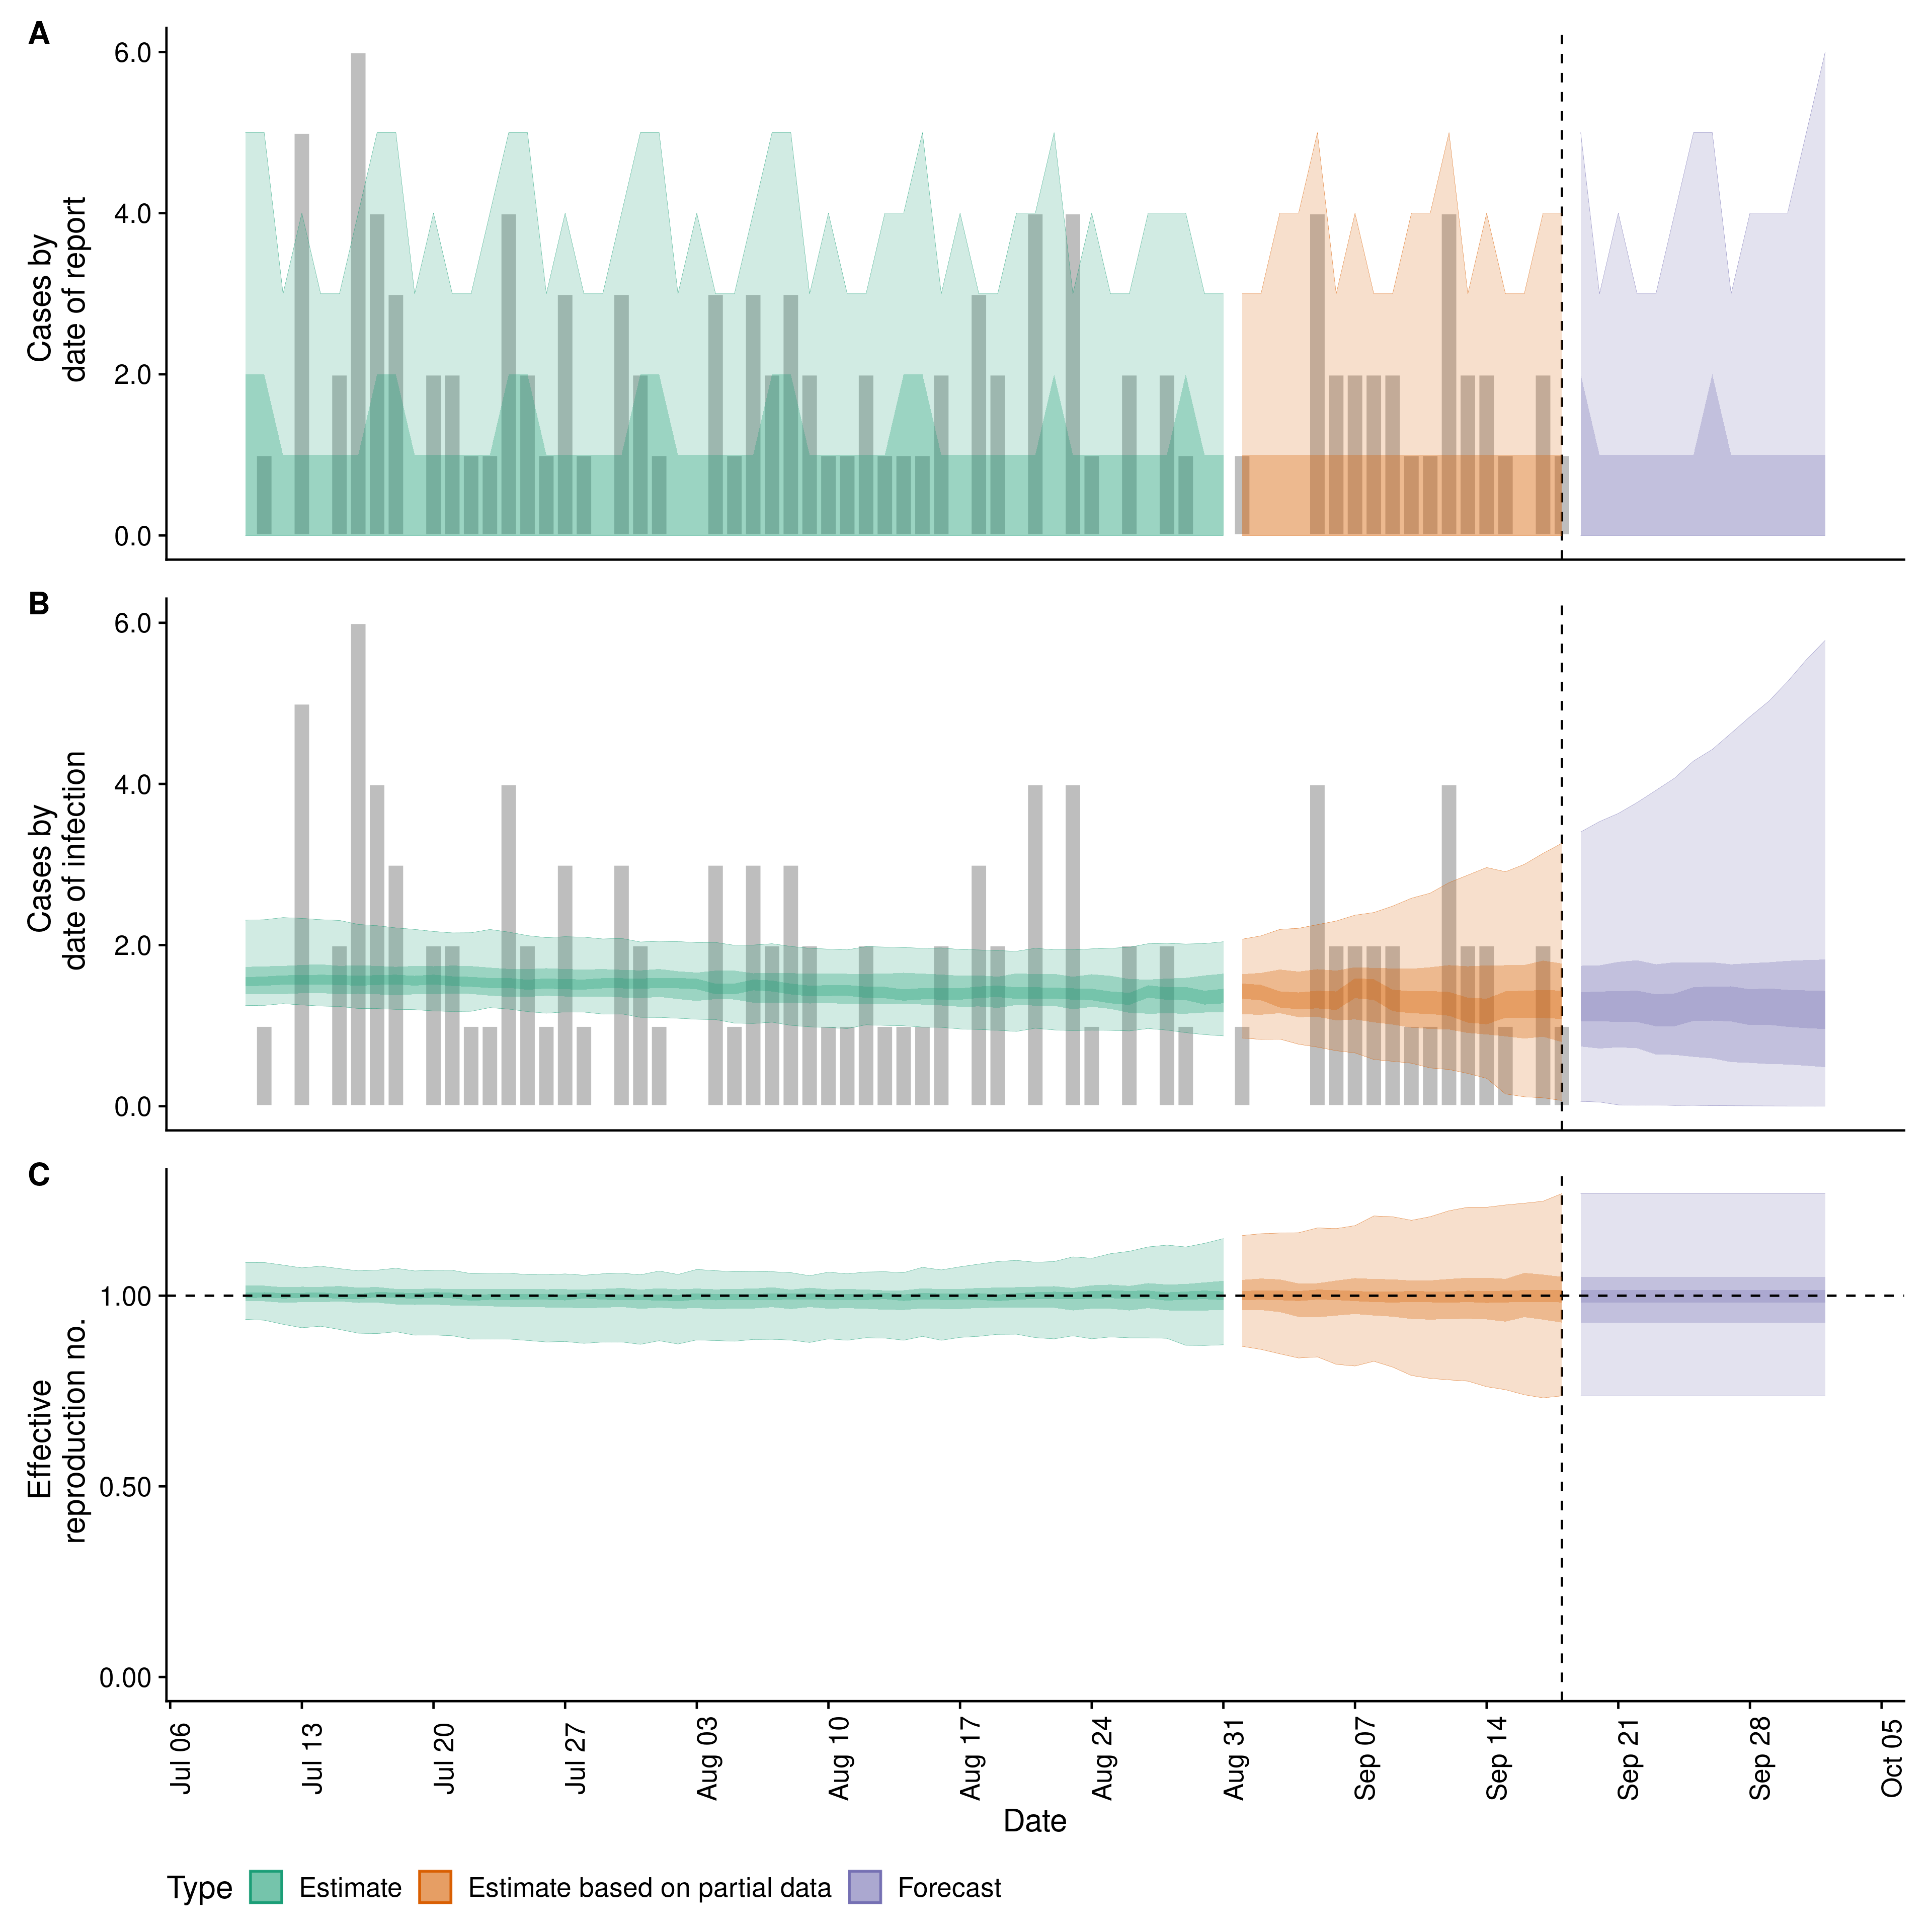 A
6.0
4.0
2.0
0.0
Cases by
date of report
B
6.0
4.0
2.0
0.0
Cases by
date of infection
C
1.00
0.50
0.00
Effective
reproduction no.
Jul 06
Jul 13
Jul 20
Jul 27
Aug 03
Aug 10
Aug 17
Aug 24
Aug 31
Sep 07
Sep 14
Sep 21
Sep 28
Oct 05
Date
Type Estimate Estimate based on partial data Forecast